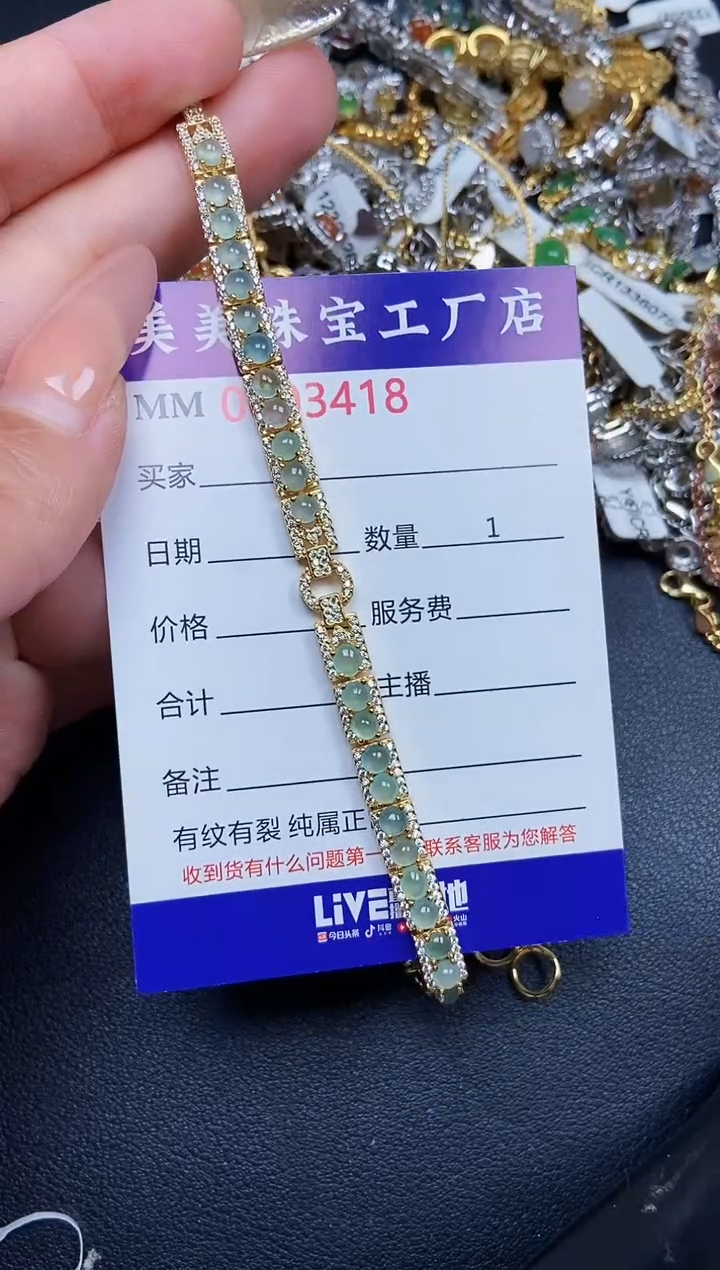 美美珠宝工厂店
MM 0 03418
买家
日期 数量 1
价格 服务费
合计 主播
备注
有纹有裂 纯属正
收到货有什么问题第一 联系客服为您解答
LiVE 地
今日头条 抖音 火山